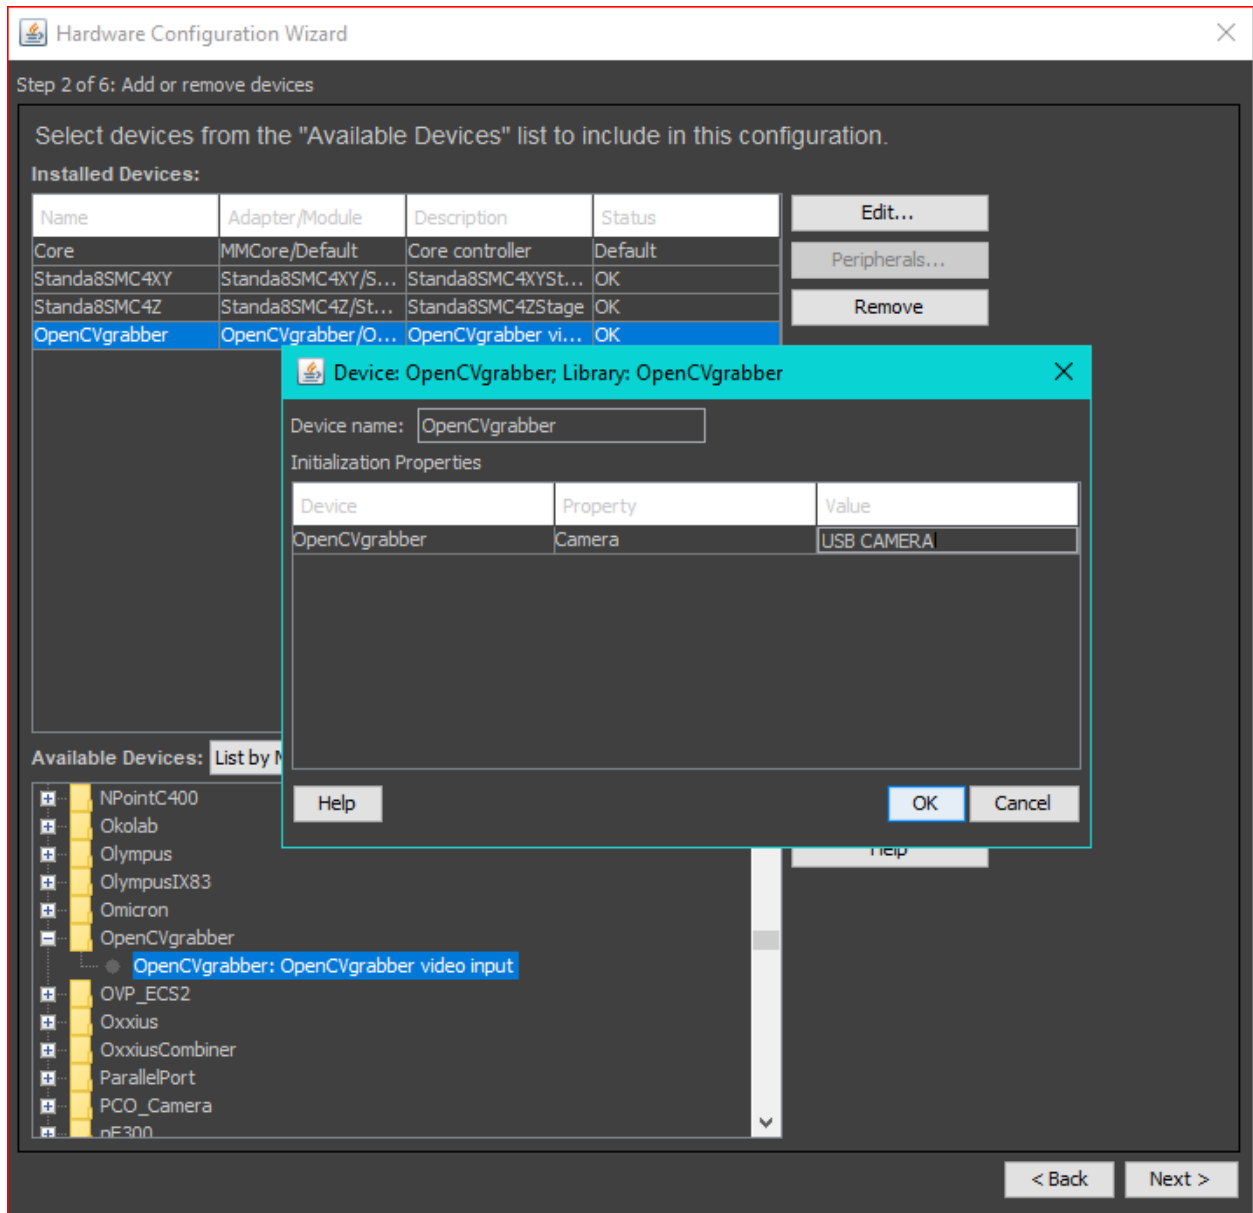 Hardware Configuration Wizard
Step 2 of 6: Add or remove devices
Select devices from the "Available Devices" list to include in this configuration.
Installed Devices:
Name Adapter/Module Description Status
Core MMCore/Default Core controller Default
Standa8SMC4XY Standa8SMC4XY/S... Standa8SMC4XYSt... OK
Standa8SMC4Z Standa8SMC4Z/St... Standa8SMC4ZStage OK
OpenCVgrabber OpenCVgrabber/O... OpenCVgrabber vi... OK
Edit...
Peripherals...
Remove
Device: OpenCVgrabber; Library: OpenCVgrabber
Device name: OpenCVgrabber
Initialization Properties
Device Property Value
OpenCVgrabber Camera USB CAMERA
Help OK Cancel
Available Devices: List by
NPointC400
Okolab
Olympus
OlympusIX83
Omicron
OpenCVgrabber
OpenCVgrabber: OpenCVgrabber video input
OVP_ECS2
Oxxius
OxxiusCombiner
ParallelPort
PCO_Camera
pE300
Help
< Back Next >